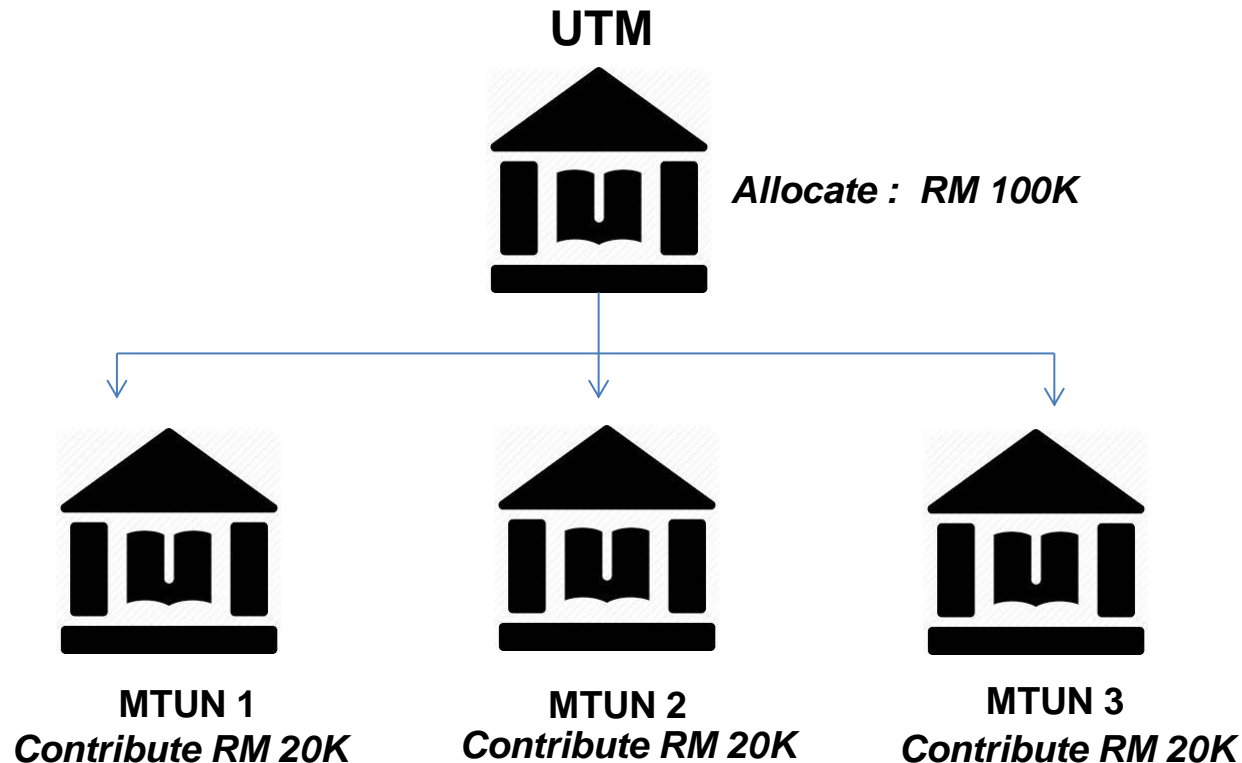 UTM
Allocate : RM 100K
MTUN 1
Contribute RM 20K
MTUN 2
Contribute RM 20K
MTUN 3
Contribute RM 20K